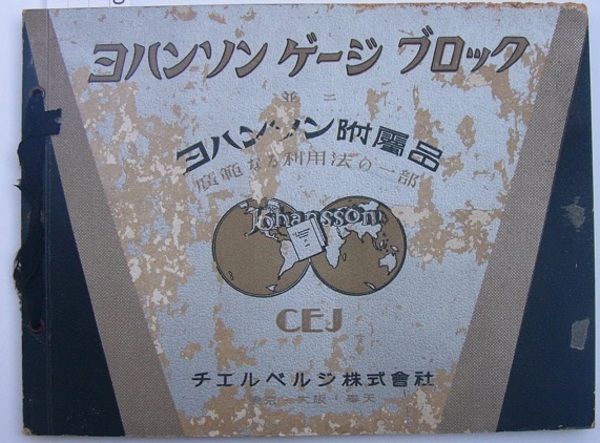 ヨハンソン ゲージ ブロック
並ニ
ヨハンソン附屬品
廣範なる利用法の一部
Johansson
CEJ
チエルベルジ株式會社
東京・大阪・奉天